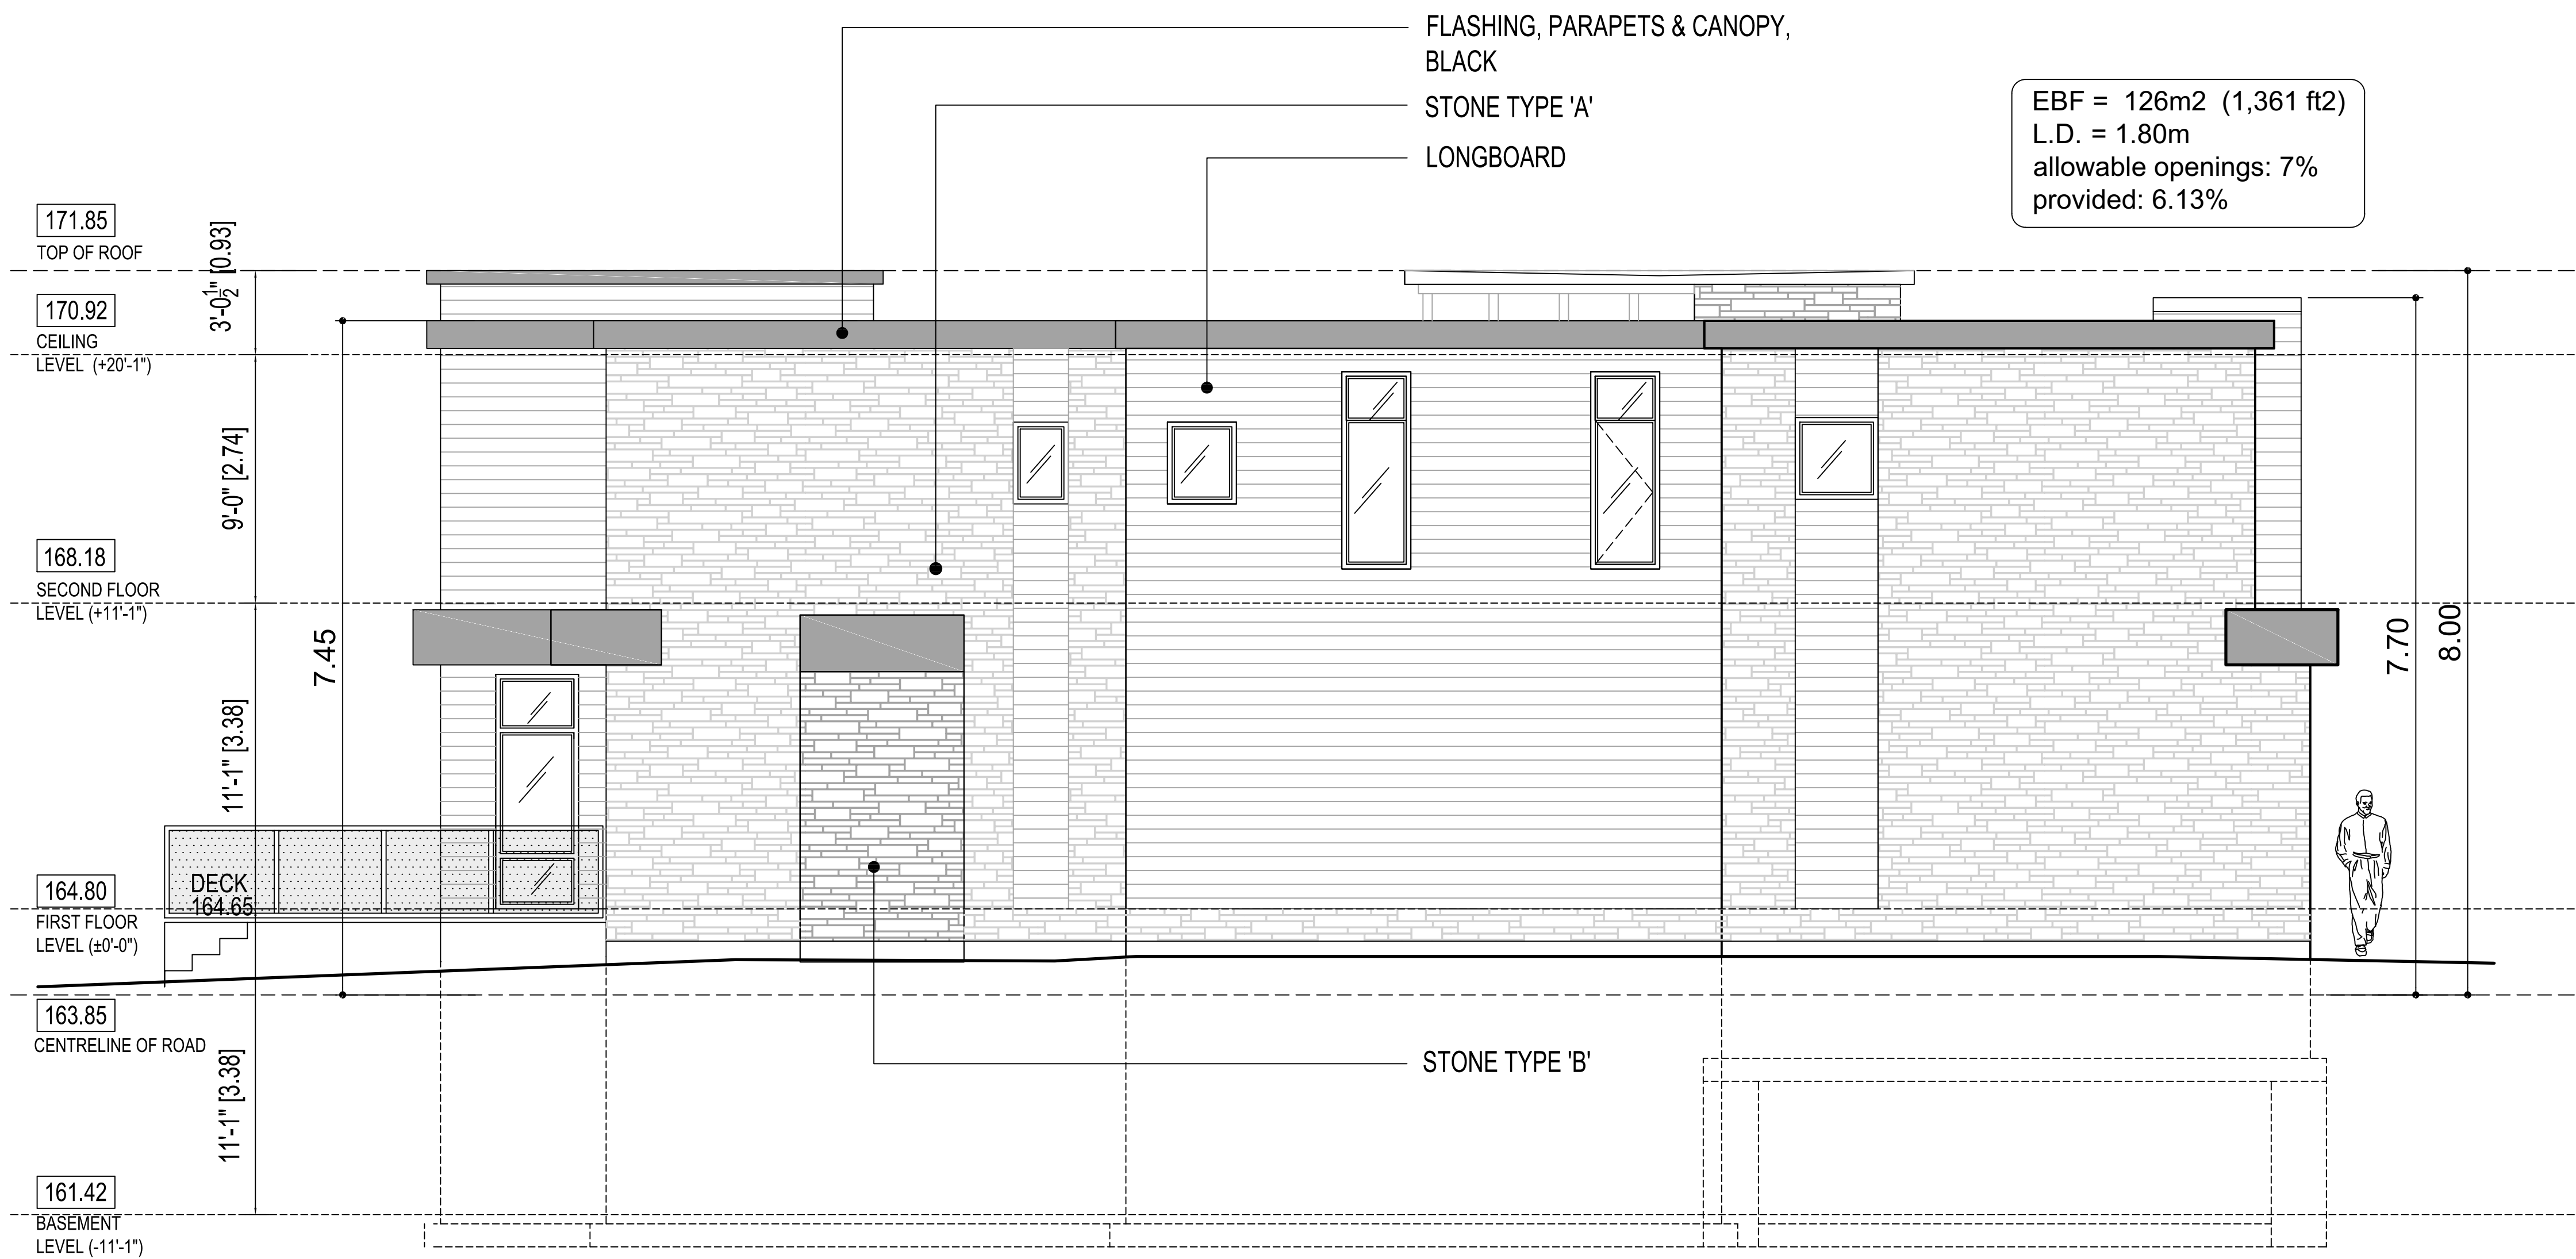 FLASHING, PARAPETS & CANOPY,
BLACK
STONE TYPE 'A'
LONGBOARD
EBF = 126m2 (1,361 ft2)
L.D. = 1.80m
allowable openings: 7%
provided: 6.13%
171.85
TOP OF ROOF
3'-0 1/2" [0.93]
170.92
CEILING
LEVEL (+20'-1")
9'-0" [2.74]
168.18
SECOND FLOOR
LEVEL (+11'-1")
7.45
7.70
8.00
11'-1" [3.38]
DECK
164.65
164.80
FIRST FLOOR
LEVEL (±0'-0")
163.85
CENTRELINE OF ROAD
STONE TYPE 'B'
11'-1" [3.38]
161.42
BASEMENT
LEVEL (-11'-1")